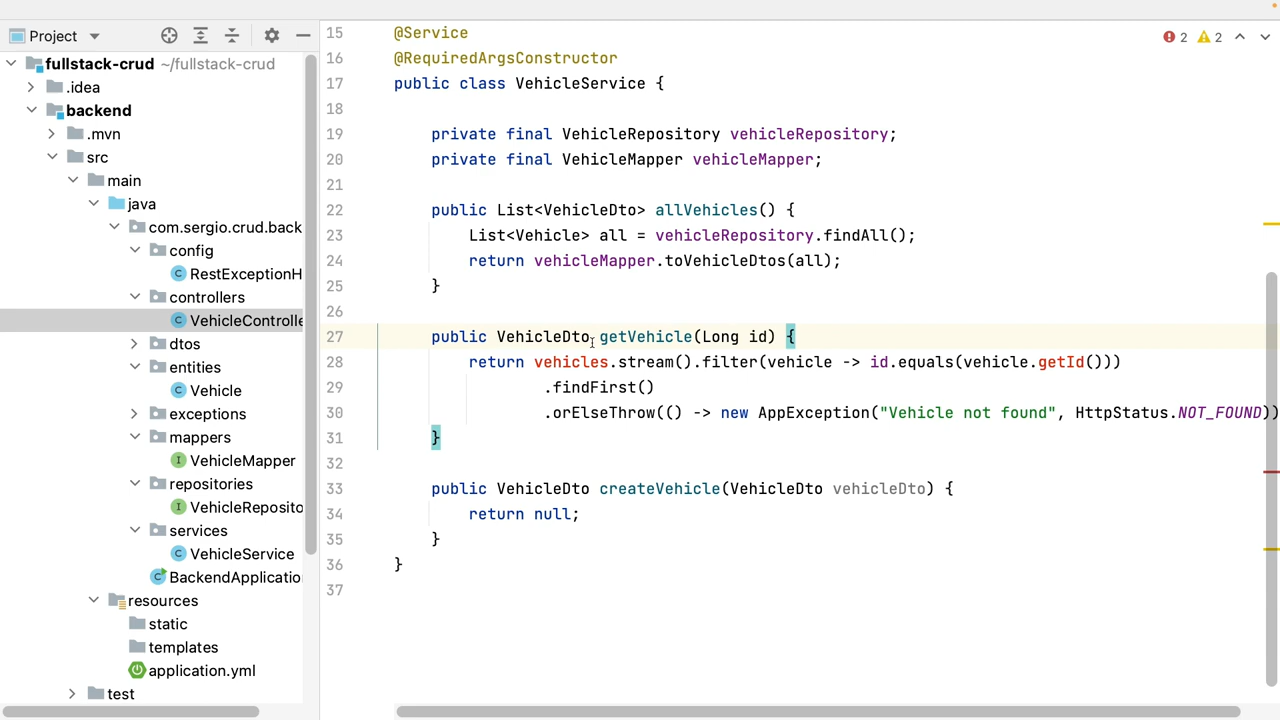 Project
fullstack-crud ~/fullstack-crud
.idea
backend
.mvn
src
main
java
com.sergio.crud.back
config
RestExceptionH
controllers
VehicleControlle
dtos
entities
Vehicle
exceptions
mappers
VehicleMapper
repositories
VehicleReposito
services
VehicleService
BackendApplicatio
resources
static
templates
application.yml
test
2 2
15 @Service
16 @RequiredArgsConstructor
17 public class VehicleService {
18
19 private final VehicleRepository vehicleRepository;
20 private final VehicleMapper vehicleMapper;
21
22 public List<VehicleDto> allVehicles() {
23 List<Vehicle> all = vehicleRepository.findAll();
24 return vehicleMapper.toVehicleDtos(all);
25 }
26
27 public VehicleDto getVehicle(Long id) {
28 return vehicles.stream().filter(vehicle -> id.equals(vehicle.getId()))
29 .findFirst()
30 .orElseThrow(() -> new AppException("Vehicle not found", HttpStatus.NOT_FOUND))
31 }
32
33 public VehicleDto createVehicle(VehicleDto vehicleDto) {
34 return null;
35 }
36 }
37